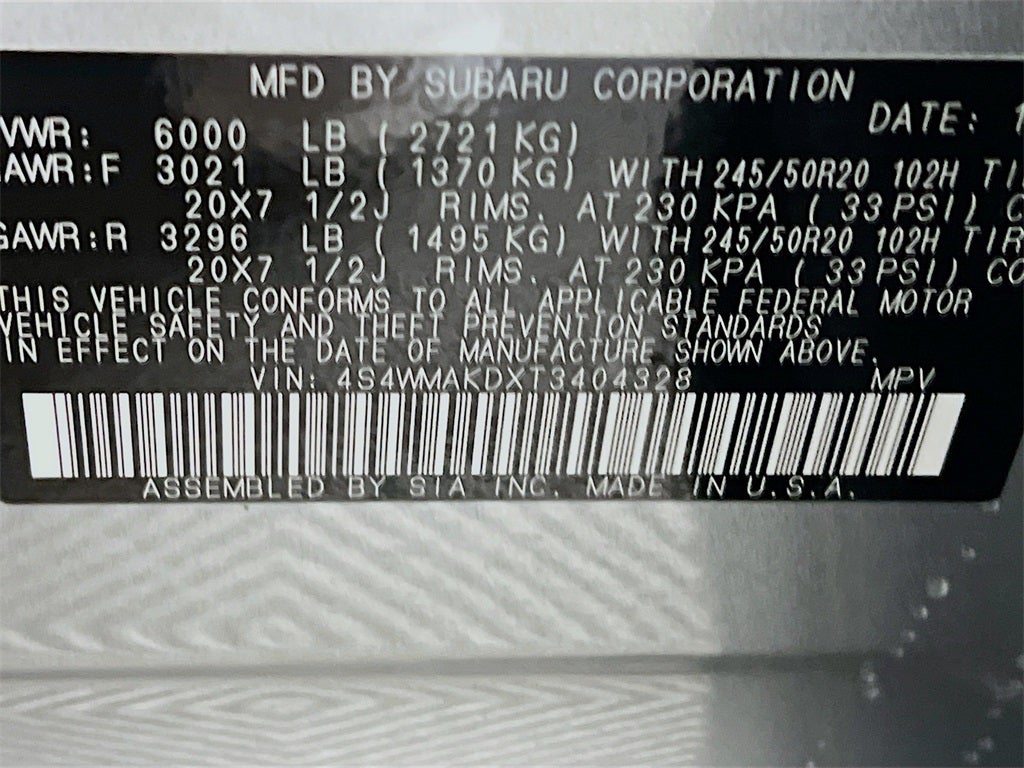 MFD BY SUBARU CORPORATION
DATE: 1
VWR: 6000 LB ( 2721 KG)
AWR:F 3021 LB ( 1370 KG) WITH 245/50R20 102H TI
20X7 1/2J RIMS. AT 230 KPA ( 33 PSI) C
GAWR:R 3296 LB ( 1495 KG) WITH 245/50R20 102H TIR
20X7 1/2J RIMS. AT 230 KPA ( 33 PSI) CO
THIS VEHICLE CONFORMS TO ALL APPLICABLE FEDERAL MOTOR
VEHICLE SAFETY AND THEFT PREVENTION STANDARDS
IN EFFECT ON THE DATE OF MANUFACTURE SHOWN ABOVE.
VIN: 4S4WMAKDXT3404328 MPV
ASSEMBLED BY SIA INC. MADE IN U.S.A.